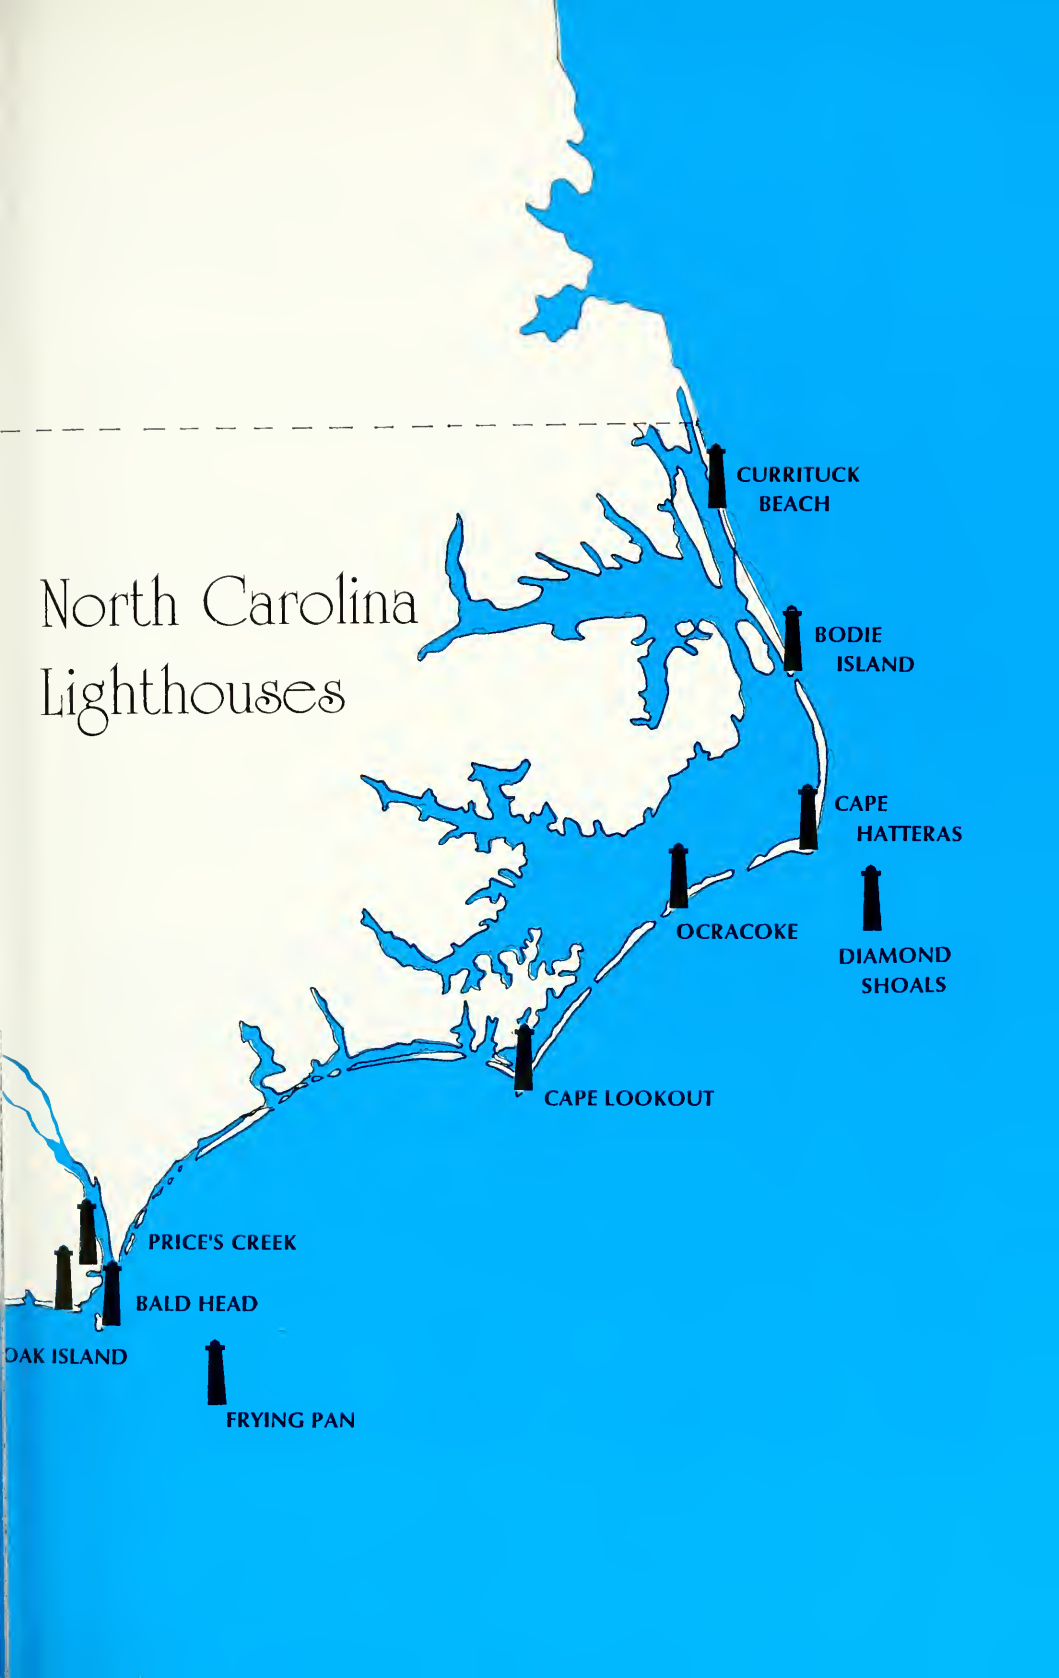 North Carolina
Lighthouses
CURRITUCK
BEACH
BODIE
ISLAND
CAPE
HATTERAS
OCRACOKE
DIAMOND
SHOALS
CAPE LOOKOUT
PRICE'S CREEK
BALD HEAD
OAK ISLAND
FRYING PAN